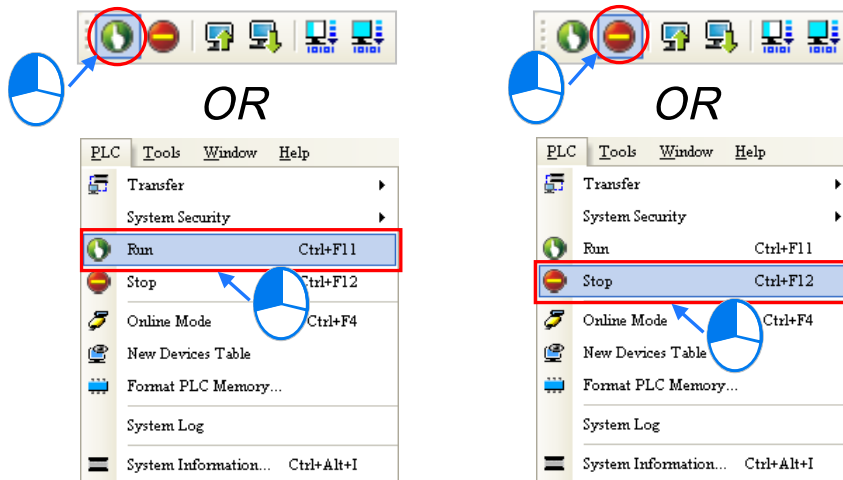 OR
PLC Tools Window Help
Transfer
System Security
Run Ctrl+F11
Stop Ctrl+F12
Online Mode Ctrl+F4
New Devices Table
Format PLC Memory...
System Log
System Information... Ctrl+Alt+I
OR
PLC Tools Window Help
Transfer
System Security
Run Ctrl+F11
Stop Ctrl+F12
Online Mode Ctrl+F4
New Devices Table
Format PLC Memory...
System Log
System Information... Ctrl+Alt+I